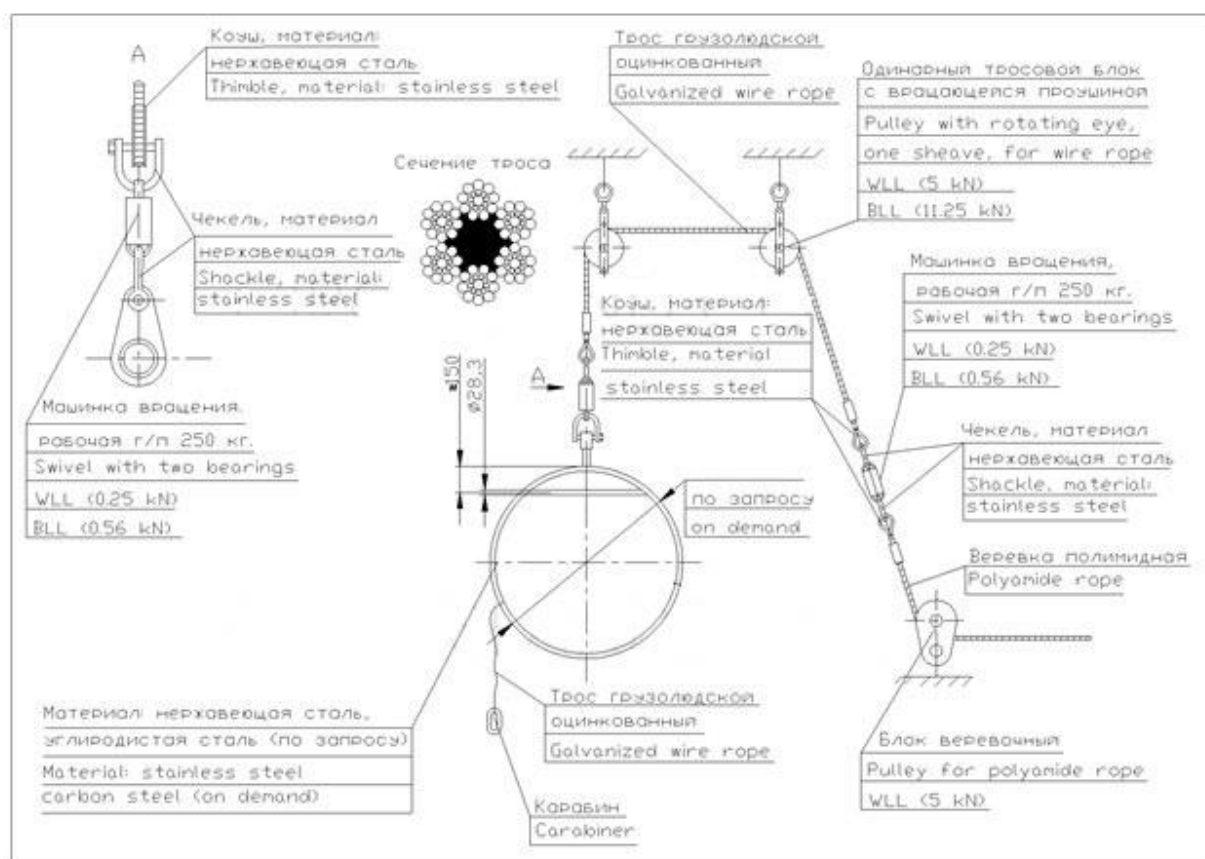 А
Коуш, материал:
нержавеющая сталь
Thimble, material: stainless steel
Чекель, материал
нержавеющая сталь
Shackle, material:
stainless steel
Машинка вращения,
рабочая г/п 250 кг.
Swivel with two bearings
WLL (0.25 kN)
BLL (0.56 kN)
Сечение троса
Трос грузолюдской
оцинкованный
Galvanized wire rope
Одинарный тросовый блок
с вращающейся проушиной
Pulley with rotating eye,
one sheave, for wire rope
WLL (5 kN)
BLL (11.25 kN)
Коуш, материал:
нержавеющая сталь
Thimble, material
stainless steel
Машинка вращения,
рабочая г/п 250 кг.
Swivel with two bearings
WLL (0.25 kN)
BLL (0.56 kN)
А
150
⌀28,3
по запросу
on demand
Чекель, материал
нержавеющая сталь
Shackle, material:
stainless steel
Веревка полимидная
Polyamide rope
Материал: нержавеющая сталь,
углиродистая сталь (по запросу)
Material: stainless steel
carbon steel (on demand)
Трос грузолюдской
оцинкованный
Galvanized wire rope
Карабин
Carabiner
Блок веревочный
Pulley for polyamide rope
WLL (5 kN)